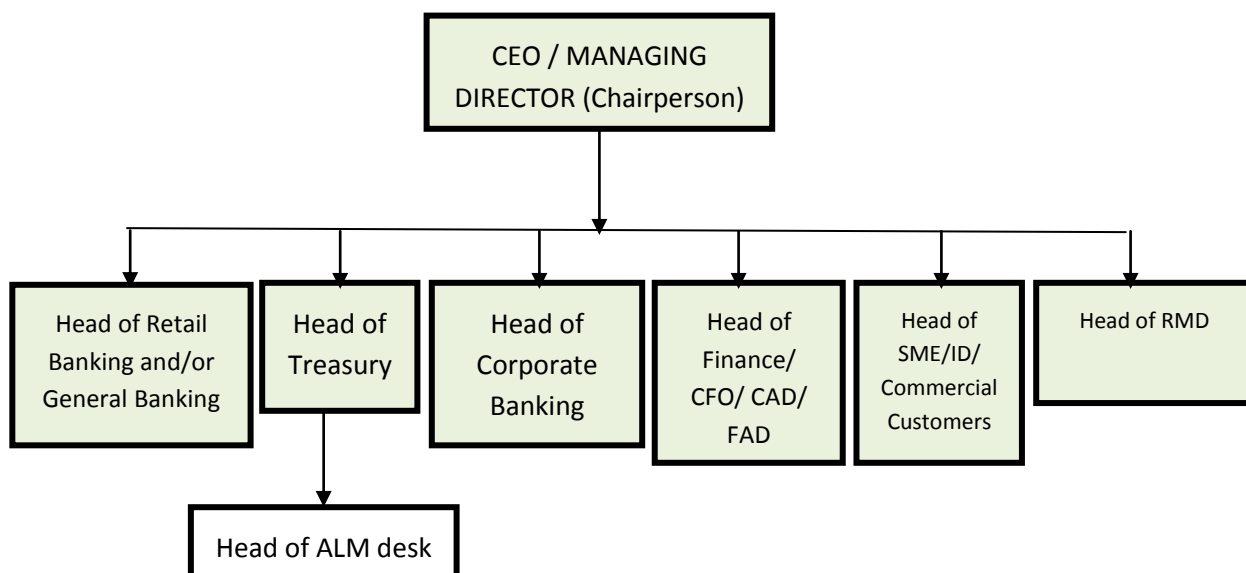 CEO / MANAGING
DIRECTOR (Chairperson)
Head of Retail
Banking and/or
General Banking
Head of
Treasury
Head of
Corporate
Banking
Head of
Finance/
CFO/ CAD/
FAD
Head of
SME/ID/
Commercial
Customers
Head of RMD
Head of ALM desk